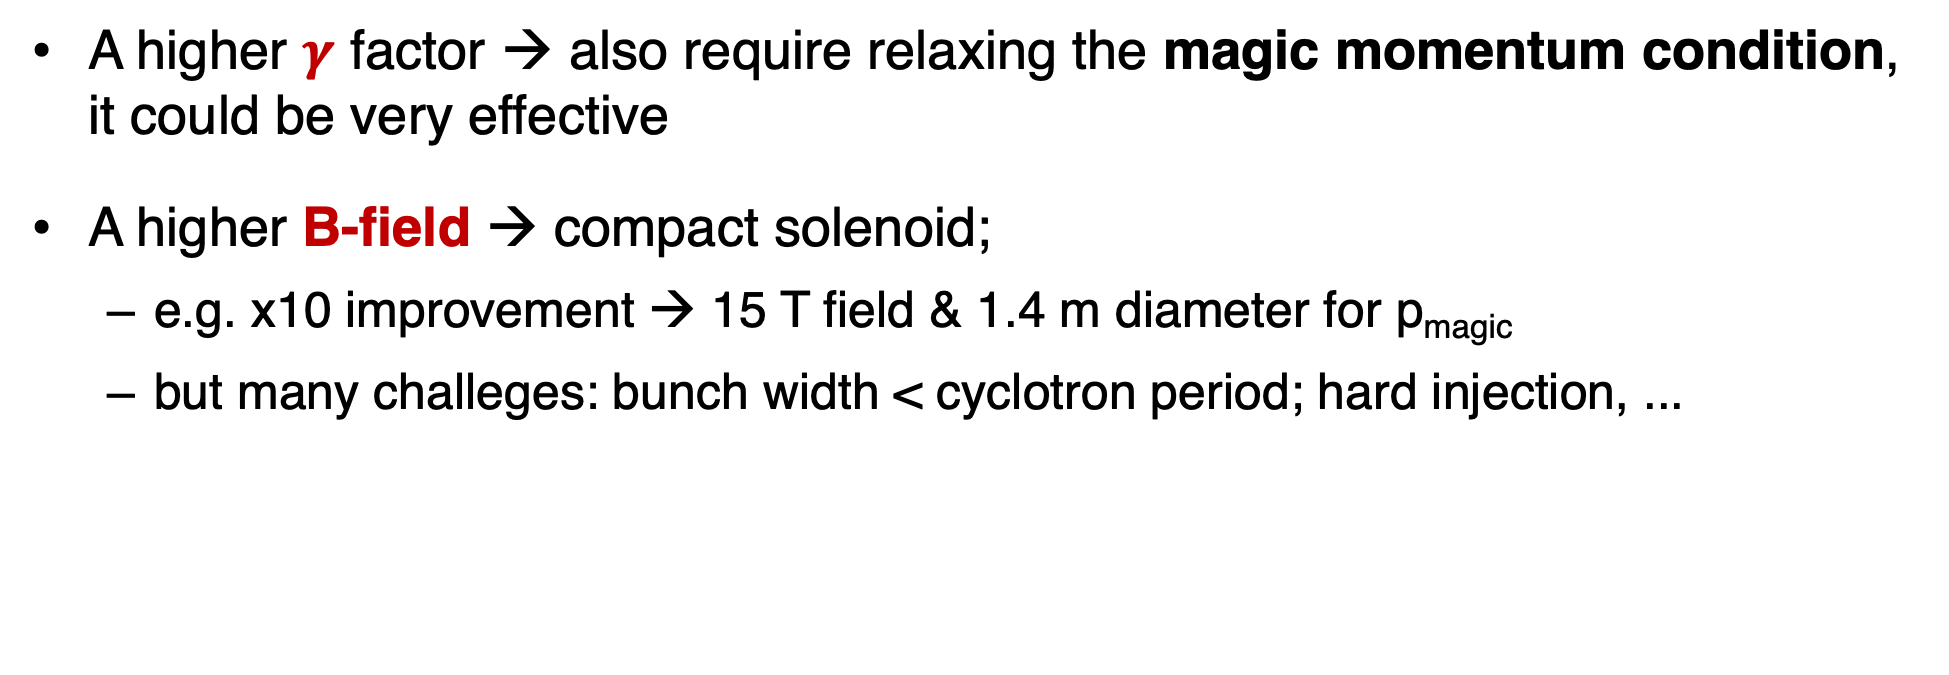 • A higher γ factor → also require relaxing the magic momentum condition,
it could be very effective
• A higher B-field → compact solenoid;
– e.g. x10 improvement → 15 T field & 1.4 m diameter for pmagic
– but many challeges: bunch width < cyclotron period; hard injection, ...